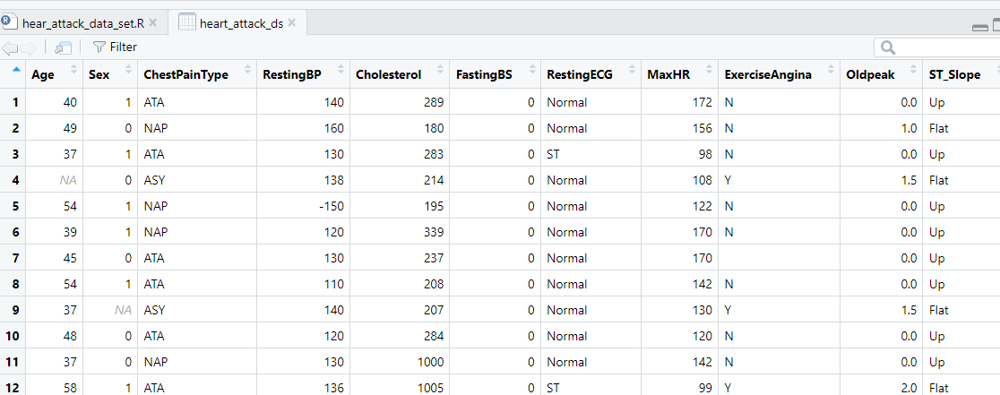 hear_attack_data_set.R heart_attack_ds
Filter
Age Sex ChestPainType RestingBP Cholesterol FastingBS RestingECG MaxHR ExerciseAngina Oldpeak ST_Slope
1 40 1 ATA 140 289 0 Normal 172 N 0.0 Up
2 49 0 NAP 160 180 0 Normal 156 N 1.0 Flat
3 37 1 ATA 130 283 0 ST 98 N 0.0 Up
4 NA 0 ASY 138 214 0 Normal 108 Y 1.5 Flat
5 54 1 NAP -150 195 0 Normal 122 N 0.0 Up
6 39 1 NAP 120 339 0 Normal 170 N 0.0 Up
7 45 0 ATA 130 237 0 Normal 170 0.0 Up
8 54 1 ATA 110 208 0 Normal 142 N 0.0 Up
9 37 NA ASY 140 207 0 Normal 130 Y 1.5 Flat
10 48 0 ATA 120 284 0 Normal 120 N 0.0 Up
11 37 0 NAP 130 1000 0 Normal 142 N 0.0 Up
12 58 1 ATA 136 1005 0 ST 99 Y 2.0 Flat